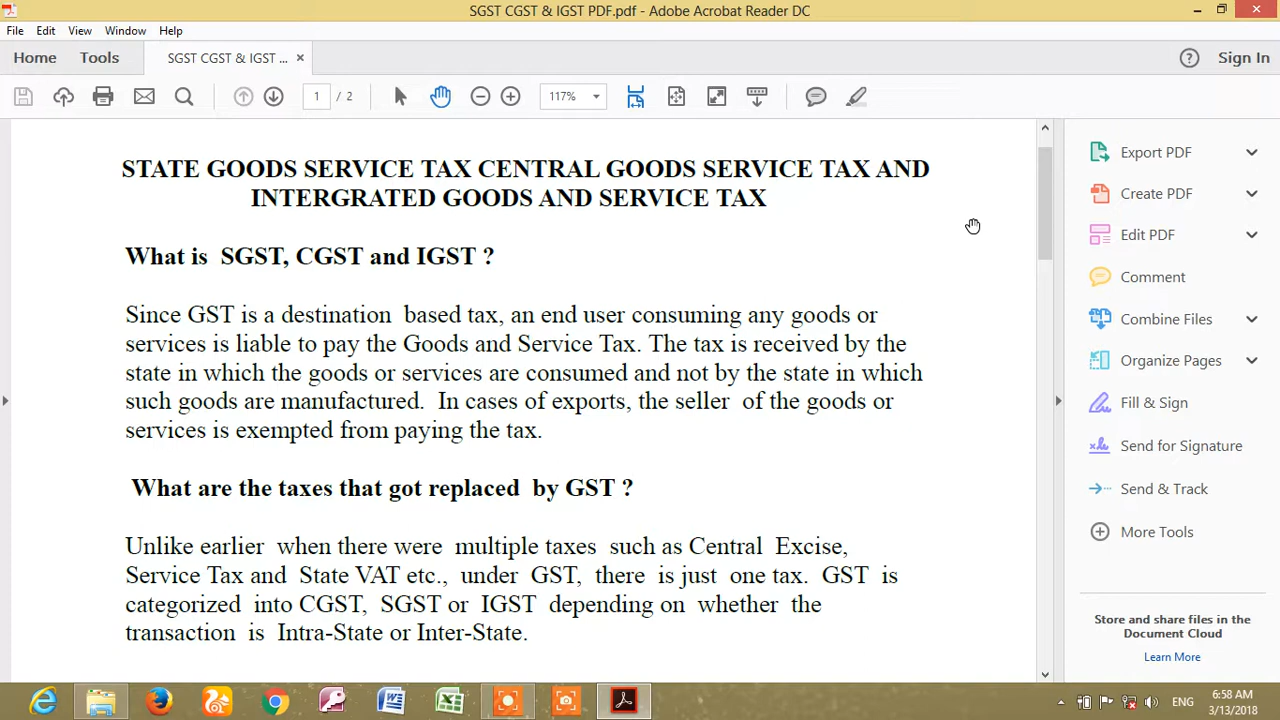 SGST CGST & IGST PDF.pdf - Adobe Acrobat Reader DC
File Edit View Window Help
Home Tools SGST CGST & IGST ... × Sign In
1 / 2 117%
STATE GOODS SERVICE TAX CENTRAL GOODS SERVICE TAX AND
INTERGRATED GOODS AND SERVICE TAX
What is SGST, CGST and IGST ?
Since GST is a destination based tax, an end user consuming any goods or
services is liable to pay the Goods and Service Tax. The tax is received by the
state in which the goods or services are consumed and not by the state in which
such goods are manufactured. In cases of exports, the seller of the goods or
services is exempted from paying the tax.
What are the taxes that got replaced by GST ?
Unlike earlier when there were multiple taxes such as Central Excise,
Service Tax and State VAT etc., under GST, there is just one tax. GST is
categorized into CGST, SGST or IGST depending on whether the
transaction is Intra-State or Inter-State.
Export PDF
Create PDF
Edit PDF
Comment
Combine Files
Organize Pages
Fill & Sign
Send for Signature
Send & Track
More Tools
Store and share files in the
Document Cloud
Learn More
ENG
6:58 AM
3/13/2018